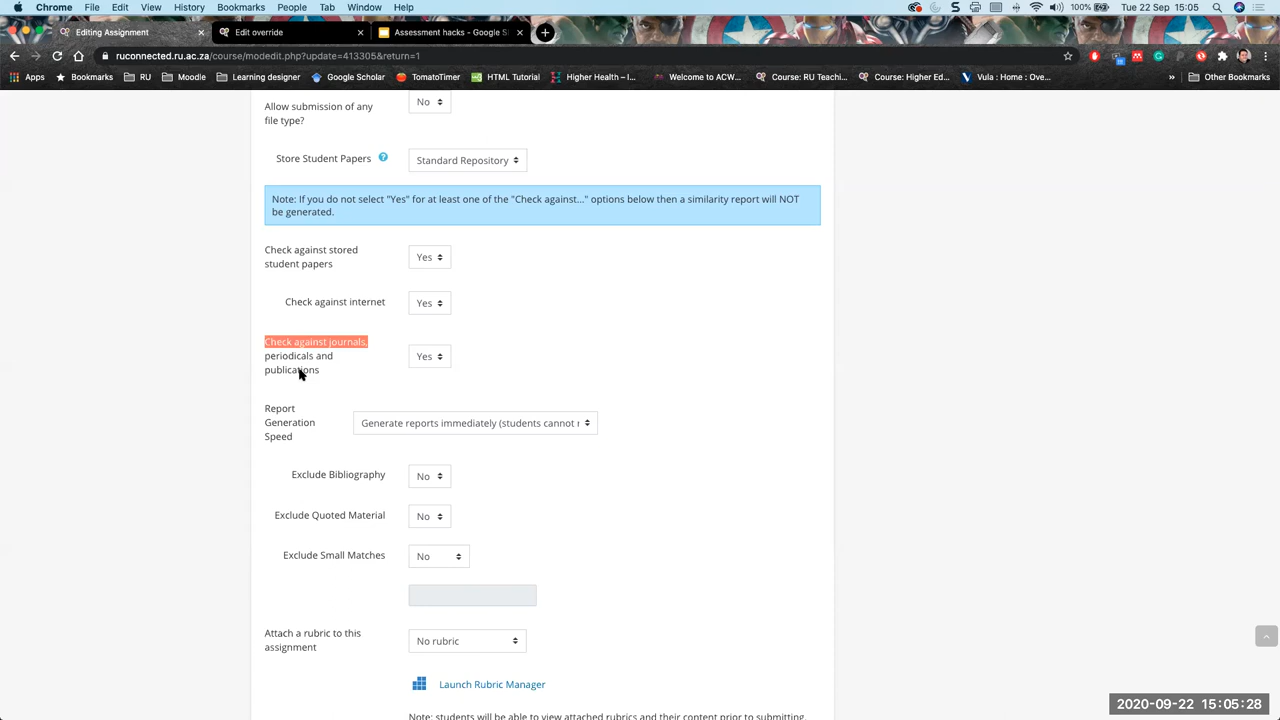 Chrome File Edit View History Bookmarks People Tab Window Help 100% Tue 22 Sep 15:05
Editing Assignment Edit override Assessment hacks - Google S
ruconnected.ru.ac.za/course/modedit.php?update=413305&return=1
Apps Bookmarks RU Moodle Learning designer Google Scholar TomatoTimer HTML Tutorial Higher Health – I... Welcome to ACW... Course: RU Teachi... Course: Higher Ed... Vula : Home : Ove... Other Bookmarks
Allow submission of any
file type?
No
Store Student Papers
Standard Repository
Note: If you do not select "Yes" for at least one of the "Check against..." options below then a similarity report will NOT
be generated.
Check against stored
student papers
Yes
Check against internet
Yes
Check against journals,
periodicals and
publications
Yes
Report
Generation
Speed
Generate reports immediately (students cannot r
Exclude Bibliography
No
Exclude Quoted Material
No
Exclude Small Matches
No
Attach a rubric to this
assignment
No rubric
Launch Rubric Manager
Note: students will be able to view attached rubrics and their content prior to submitting.
2020-09-22 15:05:28